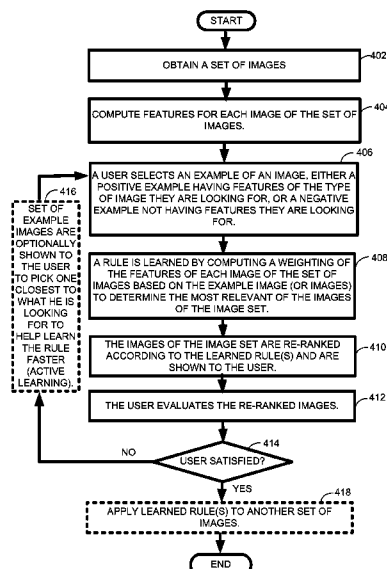 START
402
OBTAIN A SET OF IMAGES
404
COMPUTE FEATURES FOR EACH IMAGE OF THE SET OF
IMAGES.
406
A USER SELECTS AN EXAMPLE OF AN IMAGE, EITHER A
POSITIVE EXAMPLE HAVING FEATURES OF THE TYPE
OF IMAGE THEY ARE LOOKING FOR, OR A NEGATIVE
EXAMPLE NOT HAVING FEATURES THEY ARE LOOKING
FOR.
416
SET OF
EXAMPLE
IMAGES ARE
OPTIONALLY
SHOWN TO
THE USER
TO PICK ONE
CLOSEST TO
WHAT HE IS
LOOKING
FOR TO
HELP LEARN
THE RULE
FASTER
(ACTIVE
LEARNING).
408
A RULE IS LEARNED BY COMPUTING A WEIGHTING OF
THE FEATURES OF EACH IMAGE OF THE SET OF
IMAGES BASED ON THE EXAMPLE IMAGE (OR IMAGES)
TO DETERMINE THE MOST RELEVANT OF THE IMAGES
OF THE IMAGE SET.
410
THE IMAGES OF THE IMAGE SET ARE RE-RANKED
ACCORDING TO THE LEARNED RULE(S) AND ARE
SHOWN TO THE USER.
412
THE USER EVALUATES THE RE-RANKED IMAGES.
414
NO
USER SATISFIED?
YES
418
APPLY LEARNED RULE(S) TO ANOTHER SET OF
IMAGES.
END